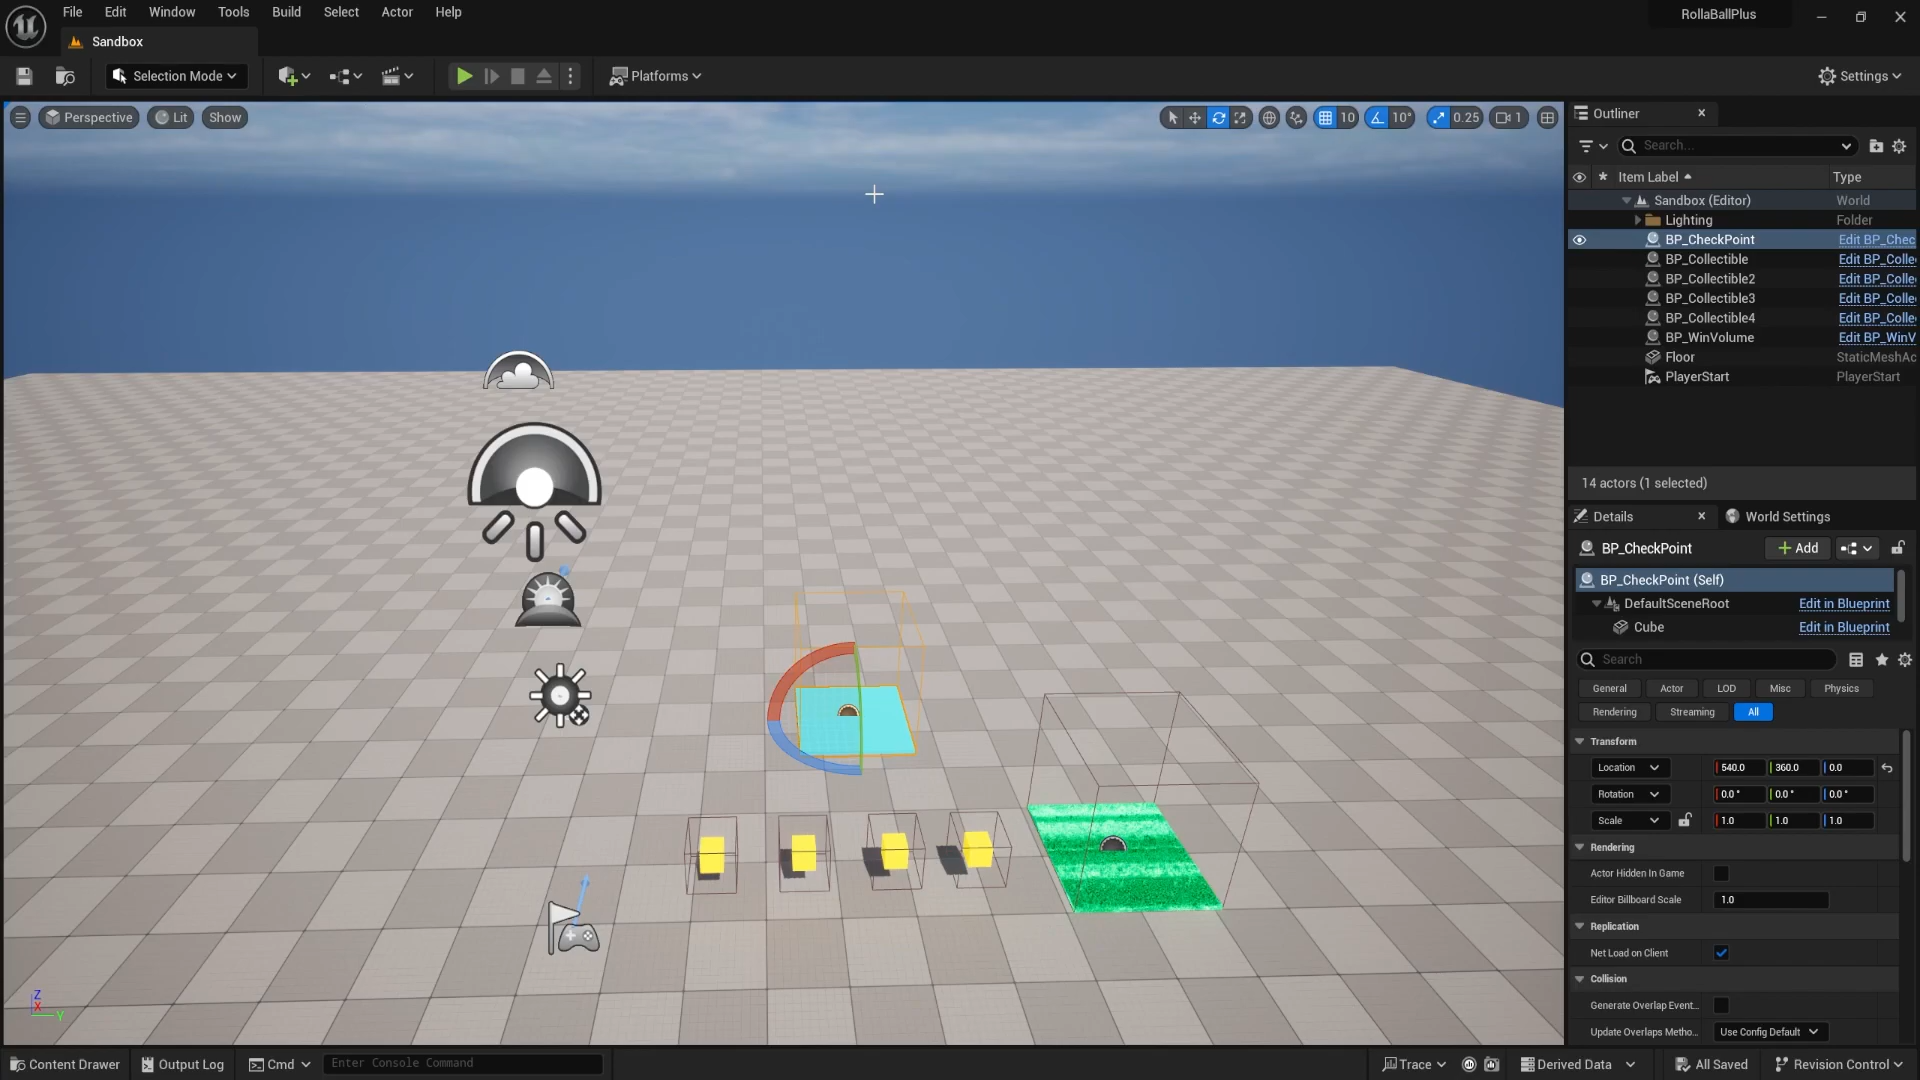 File Edit Window Tools Build Select Actor Help
RollaBallPlus
Sandbox
Selection Mode
Platforms
Settings
Perspective
Lit
Show
10
10°
0.25
1
Outliner
Search...
Item Label
Type
Sandbox (Editor) World
Lighting Folder
BP_CheckPoint Edit BP_Chec
BP_Collectible Edit BP_Colle
BP_Collectible2 Edit BP_Colle
BP_Collectible3 Edit BP_Colle
BP_Collectible4 Edit BP_Colle
BP_WinVolume Edit BP_WinV
Floor StaticMeshAc
PlayerStart PlayerStart
14 actors (1 selected)
Details
World Settings
BP_CheckPoint
Add
BP_CheckPoint (Self)
DefaultSceneRoot Edit in Blueprint
Cube Edit in Blueprint
Search
General Actor LOD Misc Physics
Rendering Streaming All
Transform
Location 540.0 360.0 0.0
Rotation 0.0° 0.0° 0.0°
Scale 1.0 1.0 1.0
Rendering
Actor Hidden In Game
Editor Billboard Scale 1.0
Replication
Net Load on Client
Collision
Generate Overlap Event...
Update Overlaps Metho... Use Config Default
Z
X
Y
Content Drawer
Output Log
Cmd
Enter Console Command
Trace
Derived Data
All Saved
Revision Control